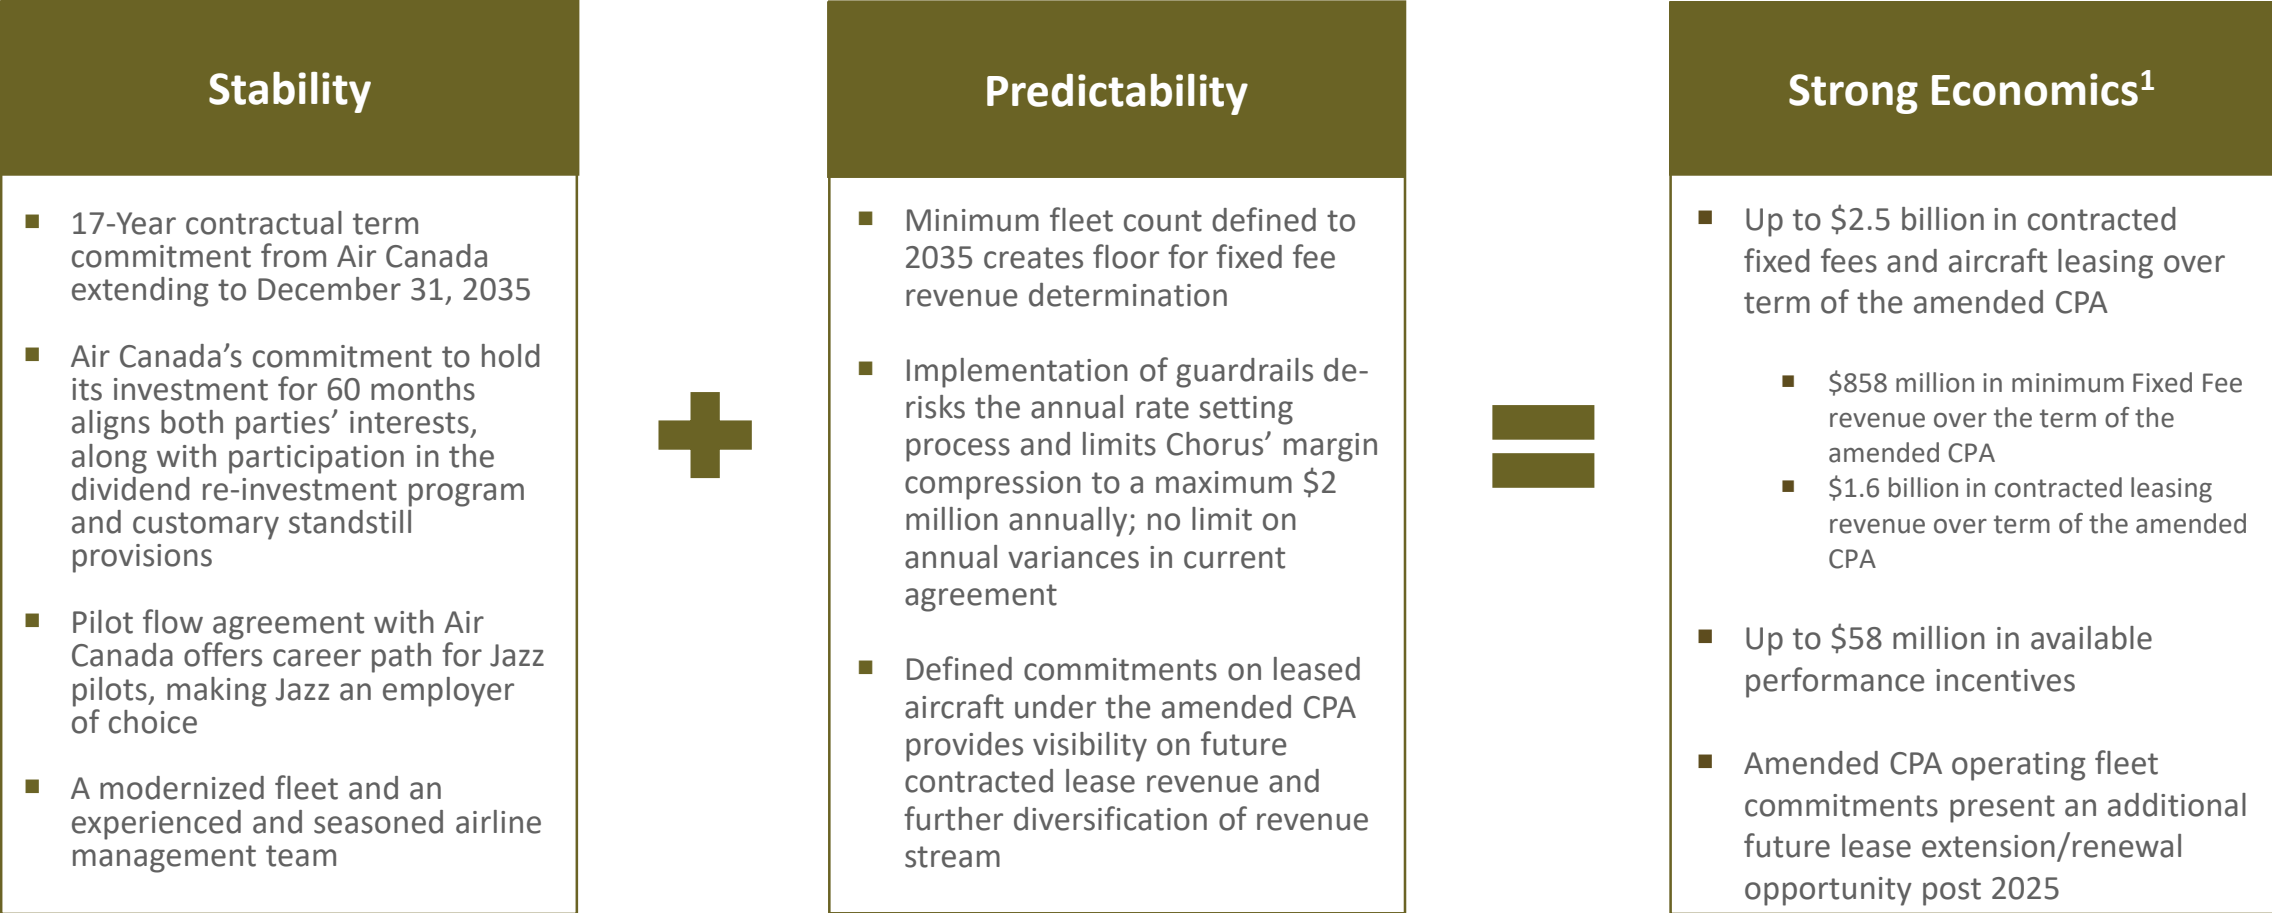 Stability
17-Year contractual term
commitment from Air Canada
extending to December 31, 2035
Air Canada’s commitment to hold
its investment for 60 months
aligns both parties’ interests,
along with participation in the
dividend re-investment program
and customary standstill
provisions
Pilot flow agreement with Air
Canada offers career path for Jazz
pilots, making Jazz an employer
of choice
A modernized fleet and an
experienced and seasoned airline
management team
Predictability
Minimum fleet count defined to
2035 creates floor for fixed fee
revenue determination
Implementation of guardrails de-
risks the annual rate setting
process and limits Chorus’ margin
compression to a maximum $2
million annually; no limit on
annual variances in current
agreement
Defined commitments on leased
aircraft under the amended CPA
provides visibility on future
contracted lease revenue and
further diversification of revenue
stream
Strong Economics¹
Up to $2.5 billion in contracted
fixed fees and aircraft leasing over
term of the amended CPA
$858 million in minimum Fixed Fee
revenue over the term of the
amended CPA
$1.6 billion in contracted leasing
revenue over term of the amended
CPA
Up to $58 million in available
performance incentives
Amended CPA operating fleet
commitments present an additional
future lease extension/renewal
opportunity post 2025